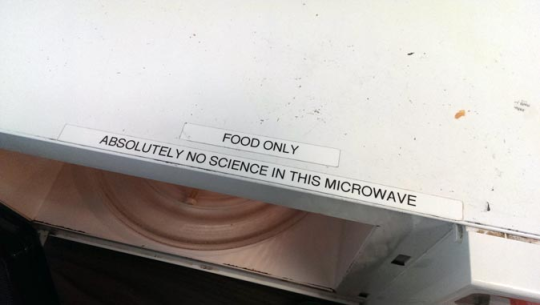 FOOD ONLY
ABSOLUTELY NO SCIENCE IN THIS MICROWAVE